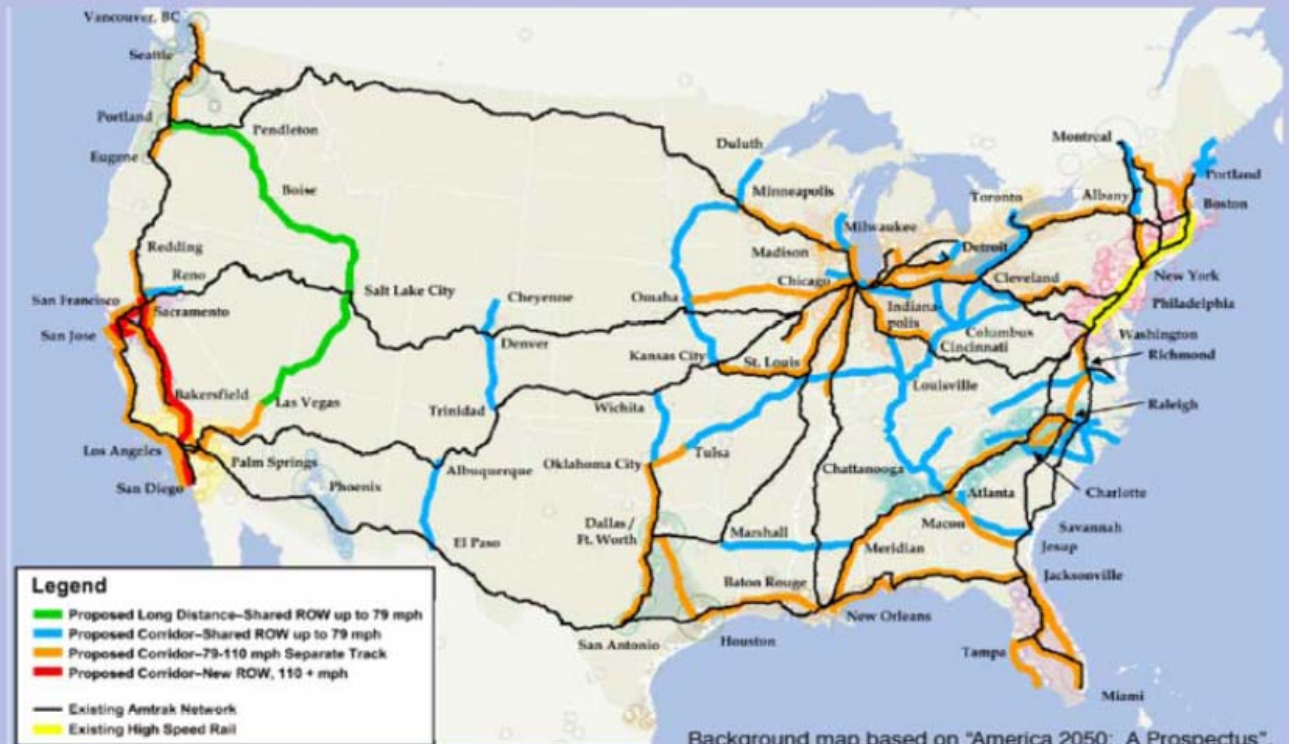 Vancouver, BC
Seattle
Portland
Pendleton
Eugene
Boise
Redding
Reno
San Francisco
Sacramento
San Jose
Salt Lake City
Bakersfield
Las Vegas
Los Angeles
Palm Springs
San Diego
Phoenix
Cheyenne
Denver
Trinidad
Albuquerque
El Paso
Duluth
Minneapolis
Milwaukee
Madison
Chicago
Omaha
Kansas City
St. Louis
Wichita
Oklahoma City
Tulsa
Dallas /
Ft. Worth
Marshall
San Antonio
Houston
Baton Rouge
New Orleans
Meridian
Montreal
Portland
Toronto
Albany
Boston
Detroit
Cleveland
New York
Philadelphia
Indiana
polis
Columbus
Cincinnati
Washington
Richmond
Louisville
Raleigh
Chattanooga
Atlanta
Charlotte
Macon
Savannah
Jesup
Jacksonville
Tampa
Miami
Legend
Proposed Long Distance–Shared ROW up to 79 mph
Proposed Corridor–Shared ROW up to 79 mph
Proposed Corridor–79-110 mph Separate Track
Proposed Corridor–New ROW, 110 + mph
Existing Amtrak Network
Existing High Speed Rail
Background map based on "America 2050: A Prospectus",